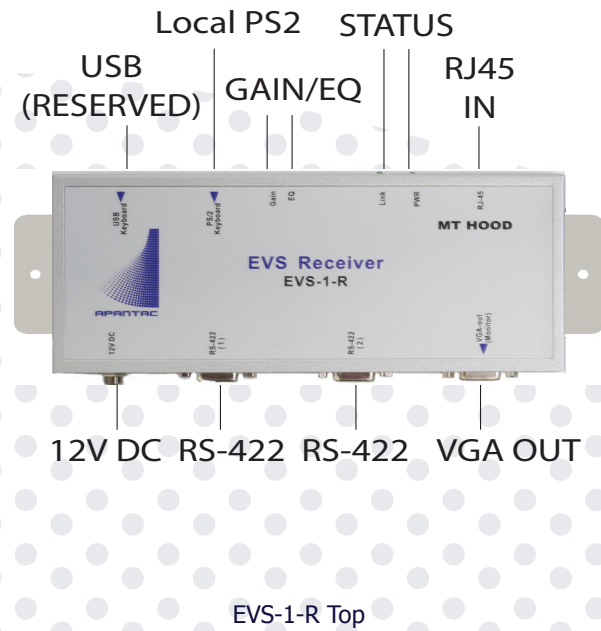 Local PS2 STATUS
USB
(RESERVED)
GAIN/EQ
RJ45
IN
USB
Keyboard
PS/2
Keyboard
Gain
EQ
Link
PWR
RJ-45
MT HOOD
EVS Receiver
EVS-1-R
APANTAC
12V DC
RS-422
( 1 )
RS-422
( 2 )
VGA-out
(Monitor)
12V DC RS-422 RS-422 VGA OUT
EVS-1-R Top